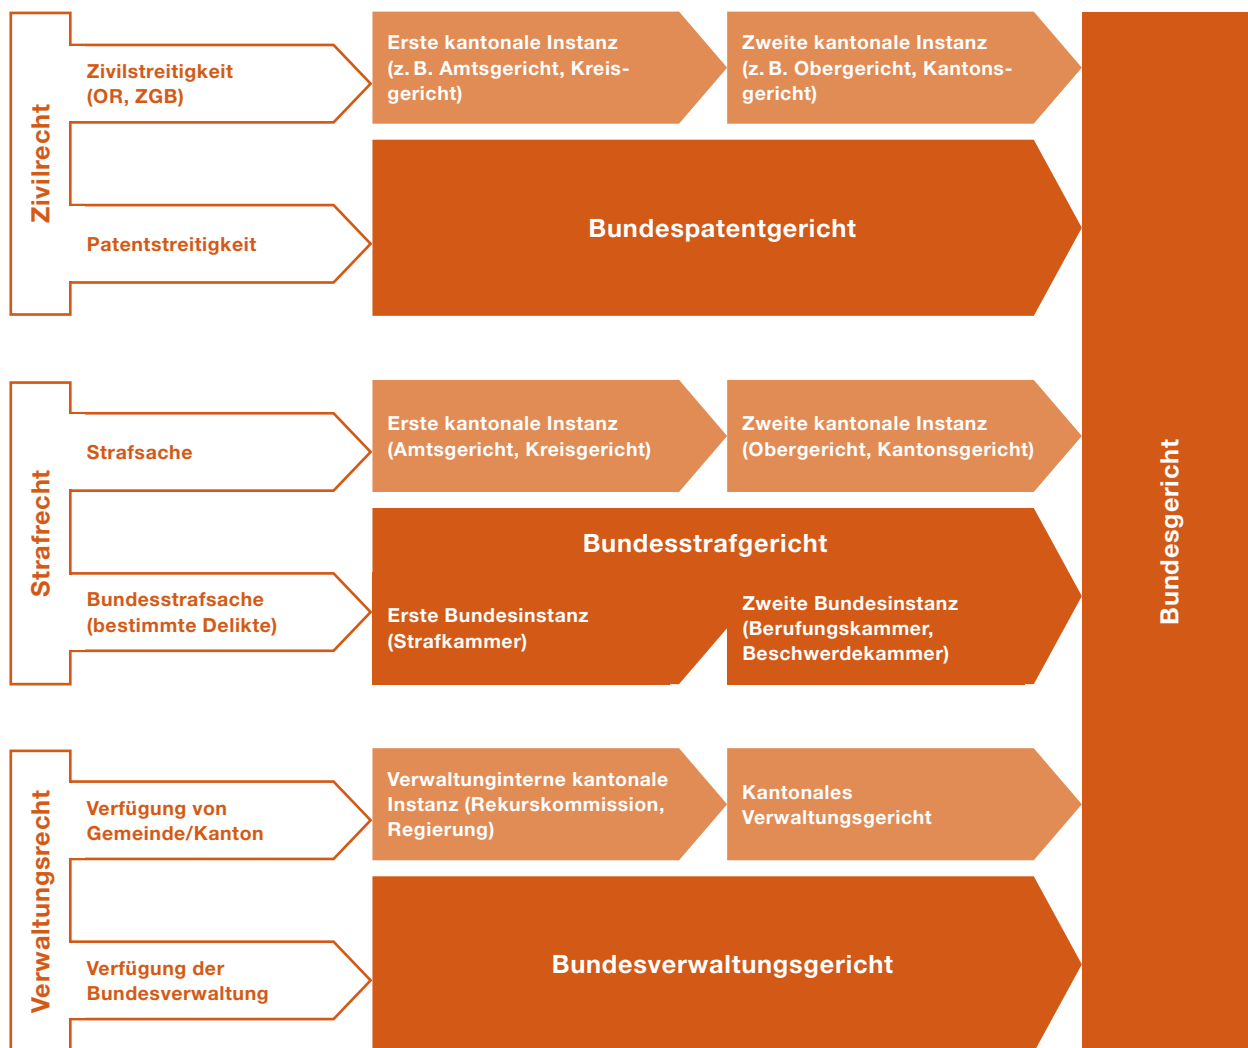 Zivilrecht
Zivilstreitigkeit
(OR, ZGB)
Erste kantonale Instanz
(z. B. Amtsgericht, Kreis-
gericht)
Zweite kantonale Instanz
(z. B. Obergericht, Kantons-
gericht)
Patentstreitigkeit
Bundespatentgericht
Strafrecht
Strafsache
Erste kantonale Instanz
(Amtsgericht, Kreisgericht)
Zweite kantonale Instanz
(Obergericht, Kantonsgericht)
Bundesstrafsache
(bestimmte Delikte)
Bundesstrafgericht
Erste Bundesinstanz
(Strafkammer)
Zweite Bundesinstanz
(Berufungskammer,
Beschwerdekammer)
Verwaltungsrecht
Verfügung von
Gemeinde/Kanton
Verwaltunginterne kantonale
Instanz (Rekurskommission,
Regierung)
Kantonales
Verwaltungsgericht
Verfügung der
Bundesverwaltung
Bundesverwaltungsgericht
Bundesgericht